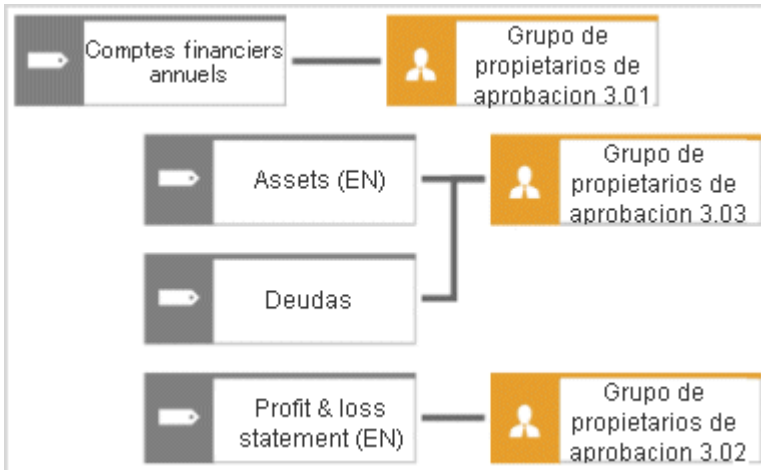 Comptes financiers
annuels
Grupo de
propietarios de
aprobacion 3.01
Assets (EN)
Grupo de
propietarios de
aprobacion 3.03
Deudas
Profit & loss
statement (EN)
Grupo de
propietarios de
aprobacion 3.02